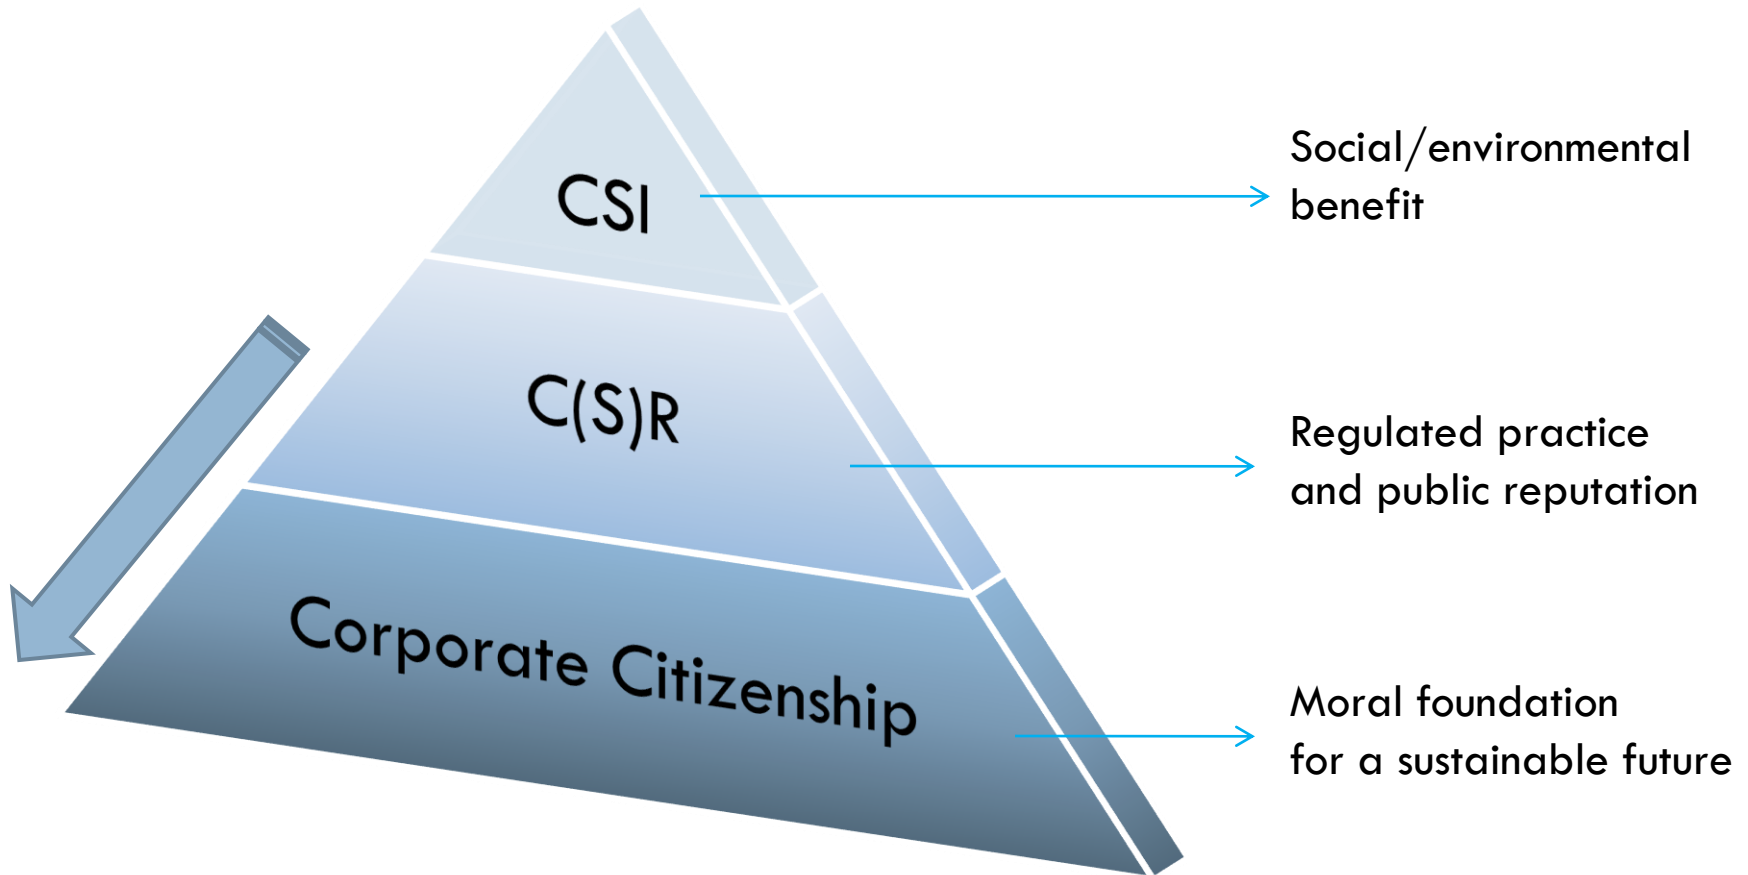 CSI
Social/environmental
benefit
C(S)R
Regulated practice
and public reputation
Corporate Citizenship
Moral foundation
for a sustainable future